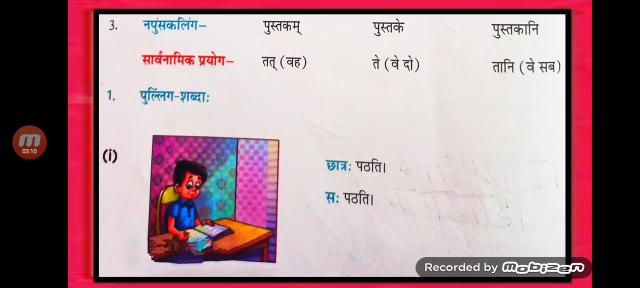 3. नपुंसकलिंग– पुस्तकम् पुस्तके पुस्तकानि
सार्वनामिक प्रयोग– तत् (वह) ते (वे दो) तानि (वे सब)
1. पुल्लिंग-शब्दाः
(i)
छात्रः पठति।
सः पठति।
03:10
Recorded by mobizen